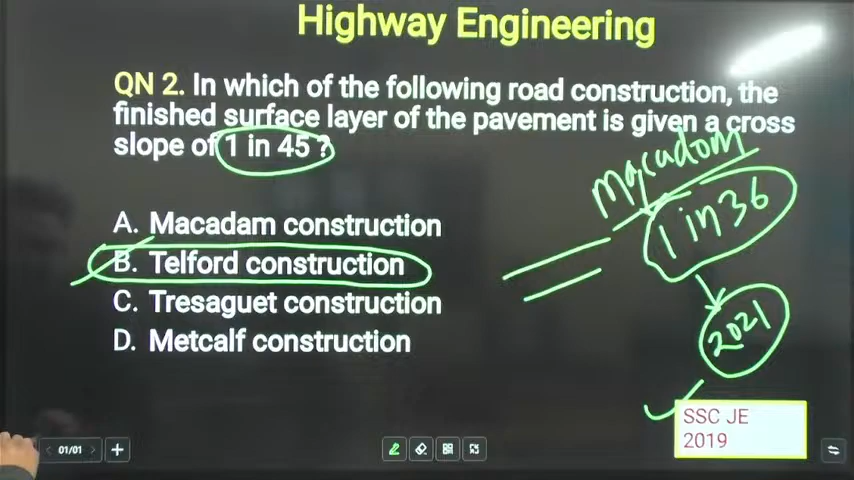 Highway Engineering
QN 2. In which of the following road construction, the
finished surface layer of the pavement is given a cross
slope of 1 in 45 ?
A. Macadam construction
B. Telford construction
C. Tresaguet construction
D. Metcalf construction
Macadam
1 in 36
2021
SSC JE
2019
01/01